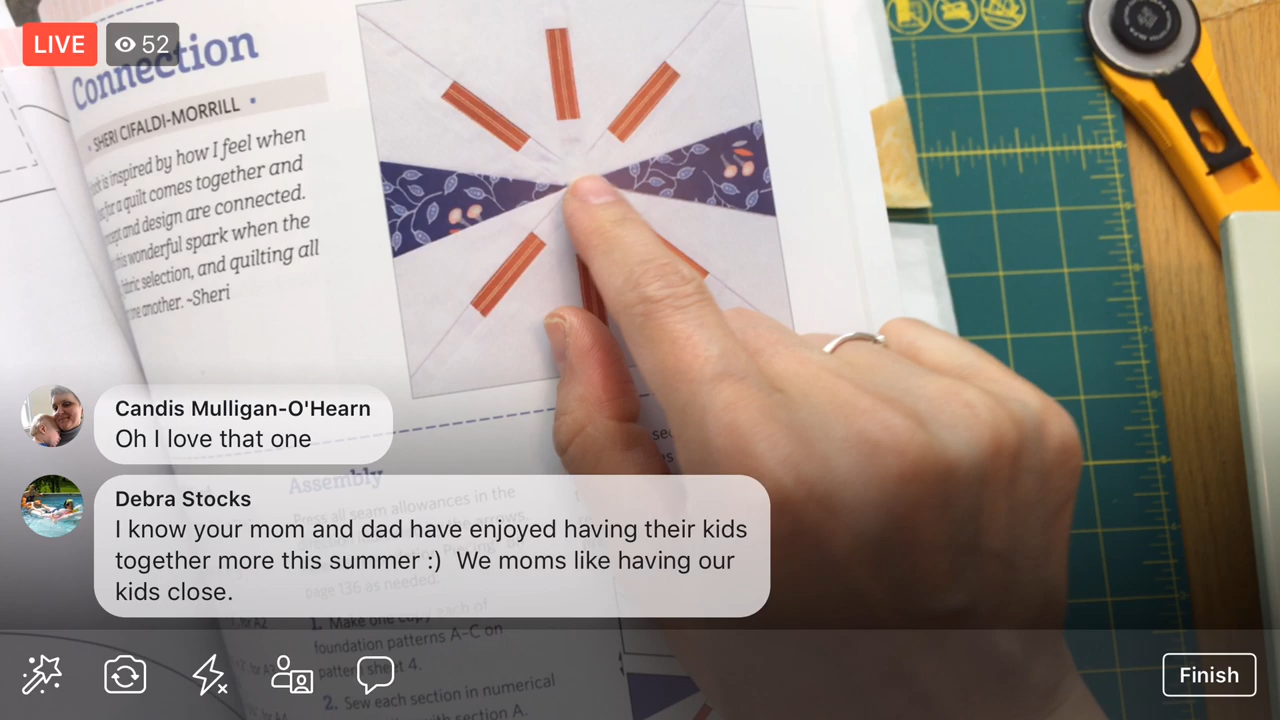 LIVE
52
Connection
• SHERI CIFALDI-MORRILL •
is inspired by how I feel when
for a quilt comes together and
and design are connected.
this wonderful spark when the
fabric selection, and quilting all
one another. ~Sheri
Candis Mulligan-O'Hearn
Oh I love that one
Assembly
Debra Stocks
Press all seam allowances in the
I know your mom and dad have enjoyed having their kids
together more this summer :) We moms like having our
kids close.
page 136 as needed.
1. Make one copy each of
foundation patterns A–C on
pattern sheet 4.
2. Sew each section in numerical
with section A.
Finish